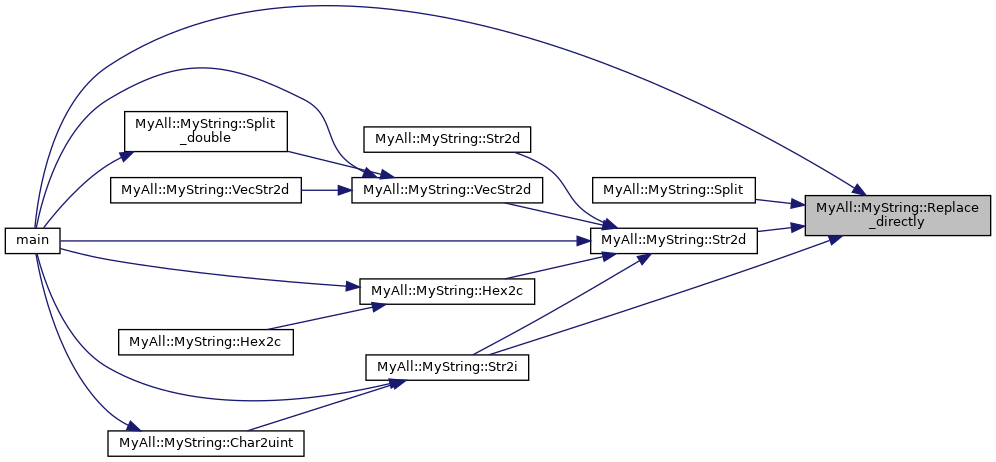 MyAll::MyString::Split
_double
MyAll::MyString::Str2d
MyAll::MyString::VecStr2d
MyAll::MyString::VecStr2d
MyAll::MyString::Split
MyAll::MyString::Replace
_directly
main
MyAll::MyString::Str2d
MyAll::MyString::Hex2c
MyAll::MyString::Hex2c
MyAll::MyString::Str2i
MyAll::MyString::Char2uint